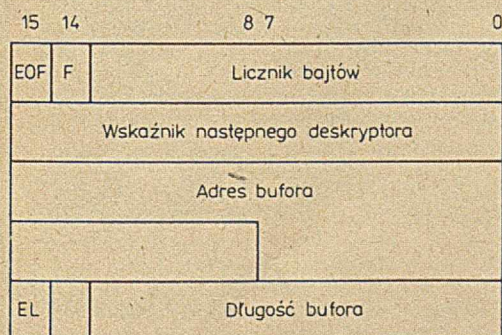 15 14 8 7 0
EOF F Licznik bajtów
Wskaźnik następnego deskryptora
Adres bufora
EL Długość bufora